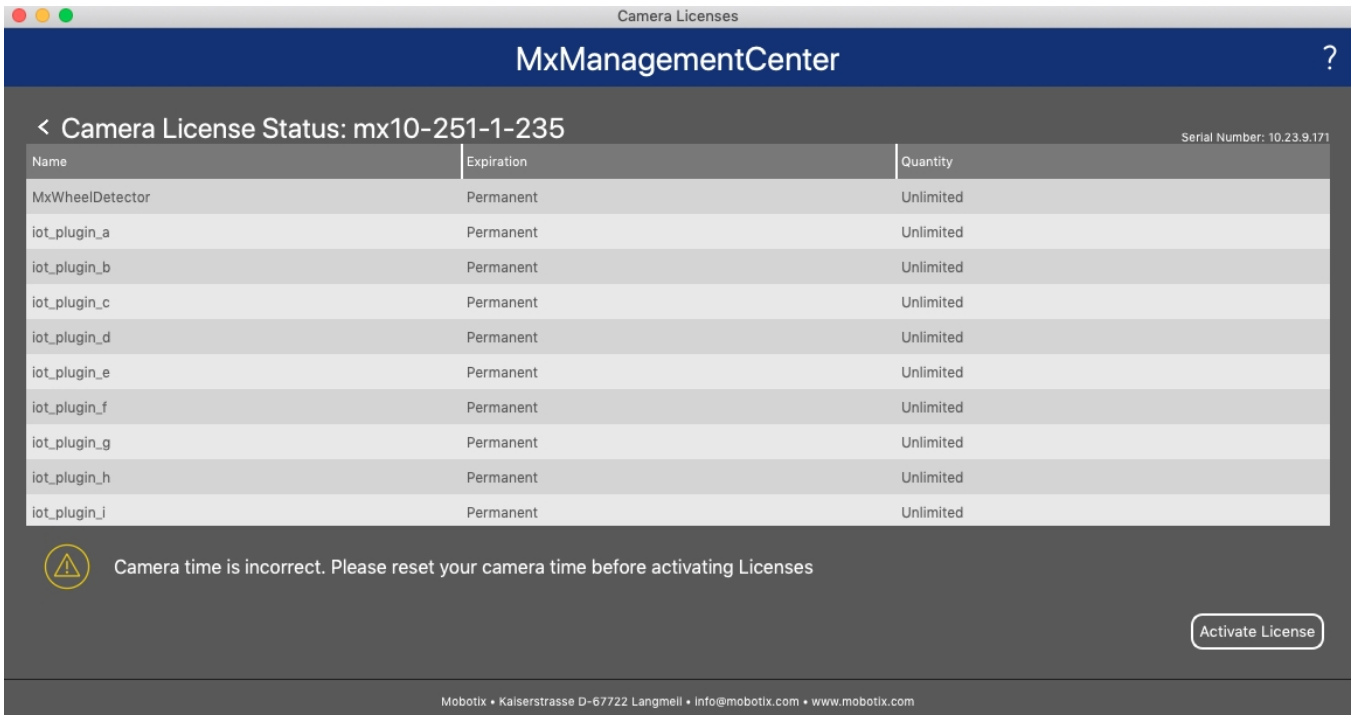 Camera Licenses
MxManagementCenter ?
< Camera License Status: mx10-251-1-235
Serial Number: 10.23.9.171
Name Expiration Quantity
MxWheelDetector Permanent Unlimited
iot_plugin_a Permanent Unlimited
iot_plugin_b Permanent Unlimited
iot_plugin_c Permanent Unlimited
iot_plugin_d Permanent Unlimited
iot_plugin_e Permanent Unlimited
iot_plugin_f Permanent Unlimited
iot_plugin_g Permanent Unlimited
iot_plugin_h Permanent Unlimited
iot_plugin_i Permanent Unlimited
Camera time is incorrect. Please reset your camera time before activating Licenses
Activate License
Mobotix • Kaiserstrasse D-67722 Langmeil • info@mobotix.com • www.mobotix.com